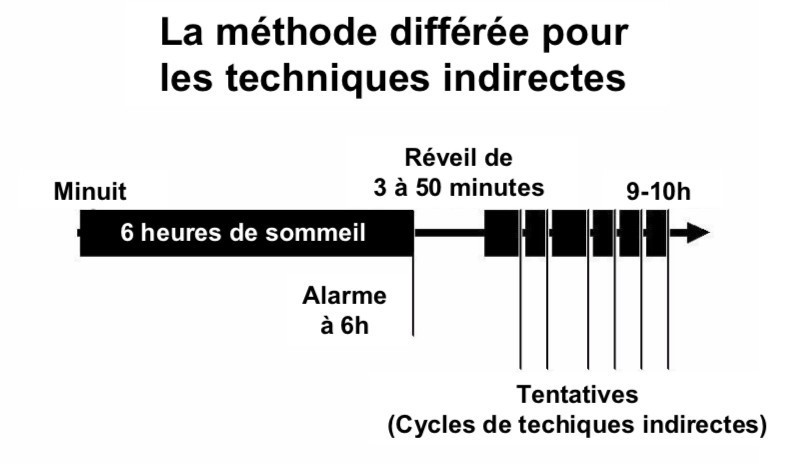 La méthode différée pour
les techniques indirectes
Réveil de
3 à 50 minutes
Minuit
9-10h
6 heures de sommeil
Alarme
à 6h
Tentatives
(Cycles de techiques indirectes)